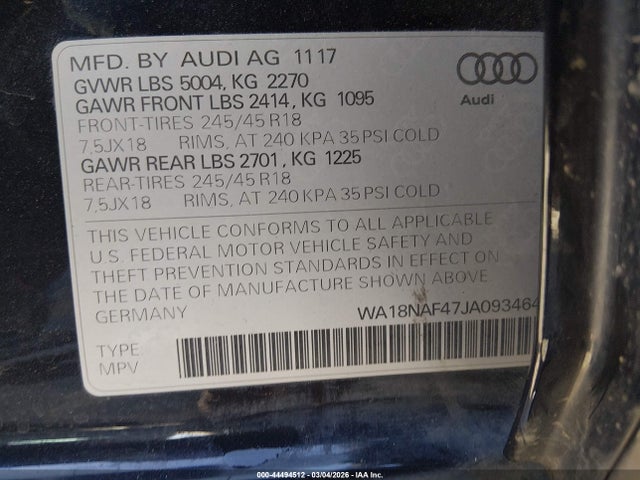 MFD. BY AUDI AG 11 17
GVWR LBS 5004, KG 2270
GAWR FRONT LBS 2414, KG 1095
FRONT-TIRES 245/45 R18
7,5JX18 RIMS, AT 240 KPA 35 PSI COLD
GAWR REAR LBS 2701, KG 1225
REAR-TIRES 245/45 R18
7,5JX18 RIMS, AT 240 KPA 35 PSI COLD
Audi
THIS VEHICLE CONFORMS TO ALL APPLICABLE
U.S. FEDERAL MOTOR VEHICLE SAFETY AND
THEFT PREVENTION STANDARDS IN EFFECT ON
THE DATE OF MANUFACTURE SHOWN ABOVE.
GERMANY WA18NAF47JA093464
TYPE
MPV
000-44494512 - 03/04/2026 - IAA Inc.